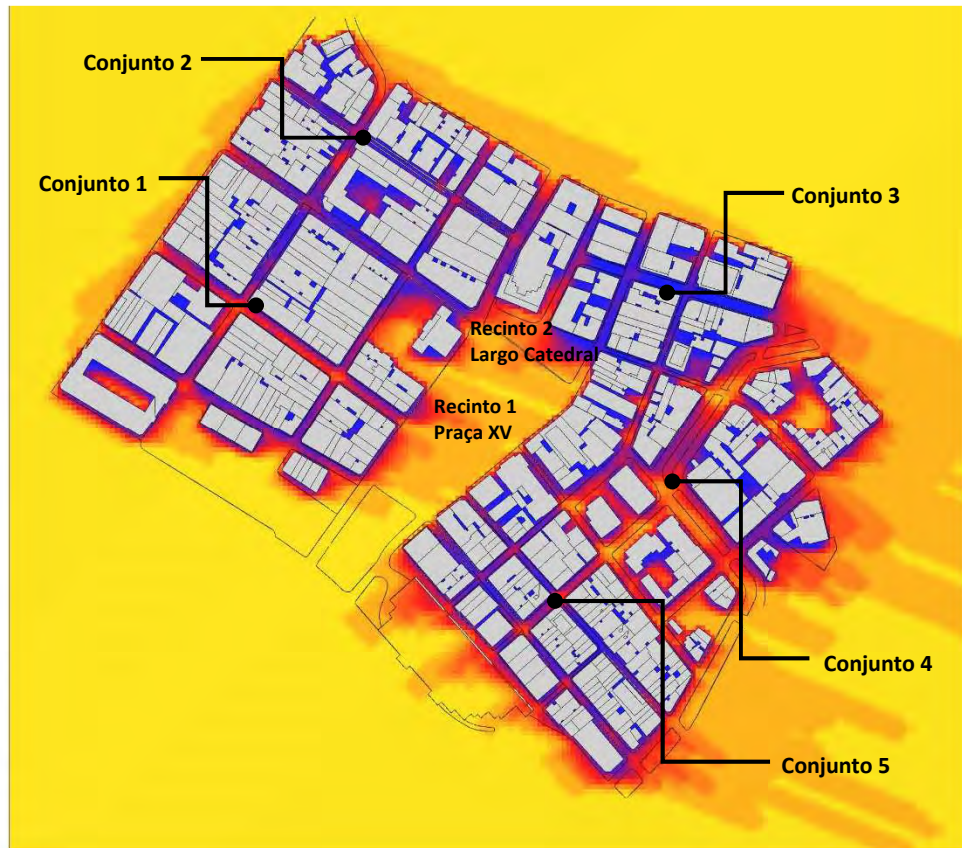 Conjunto 2
Conjunto 1
Conjunto 3
Recinto 2
Largo Catedral
Recinto 1
Praça XV
Conjunto 4
Conjunto 5